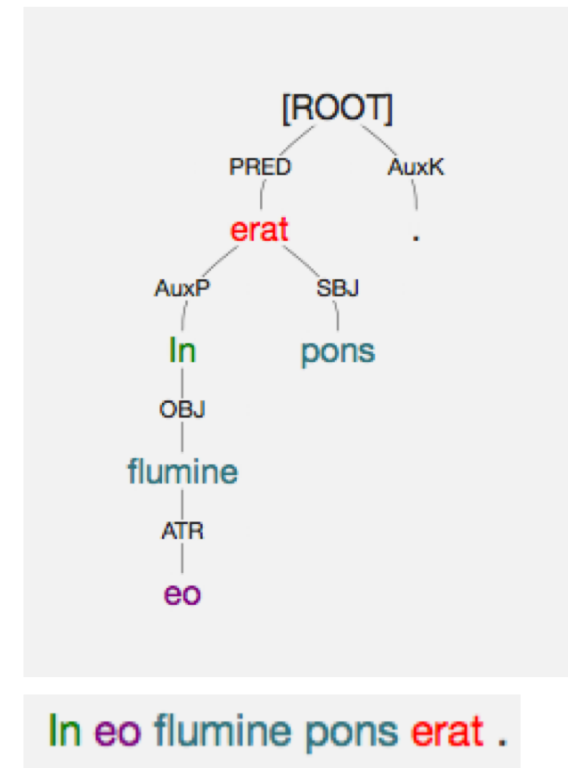 [ROOT]
PRED AuxK
erat .
AuxP SBJ
In pons
OBJ
flumine
ATR
eo
In eo flumine pons erat .